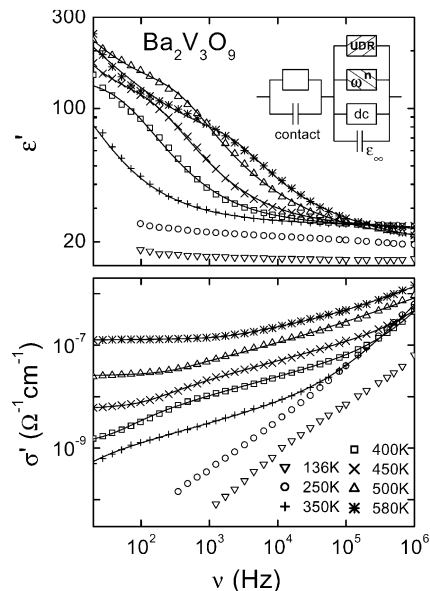 300
100
20
ε'
Ba₂V₃O₉
UDR
ωⁿ
dc
ε∞
contact
10⁻⁷
10⁻⁹
σ' (Ω⁻¹cm⁻¹)
136K
250K
350K
400K
450K
500K
580K
10² 10³ 10⁴ 10⁵ 10⁶
ν (Hz)